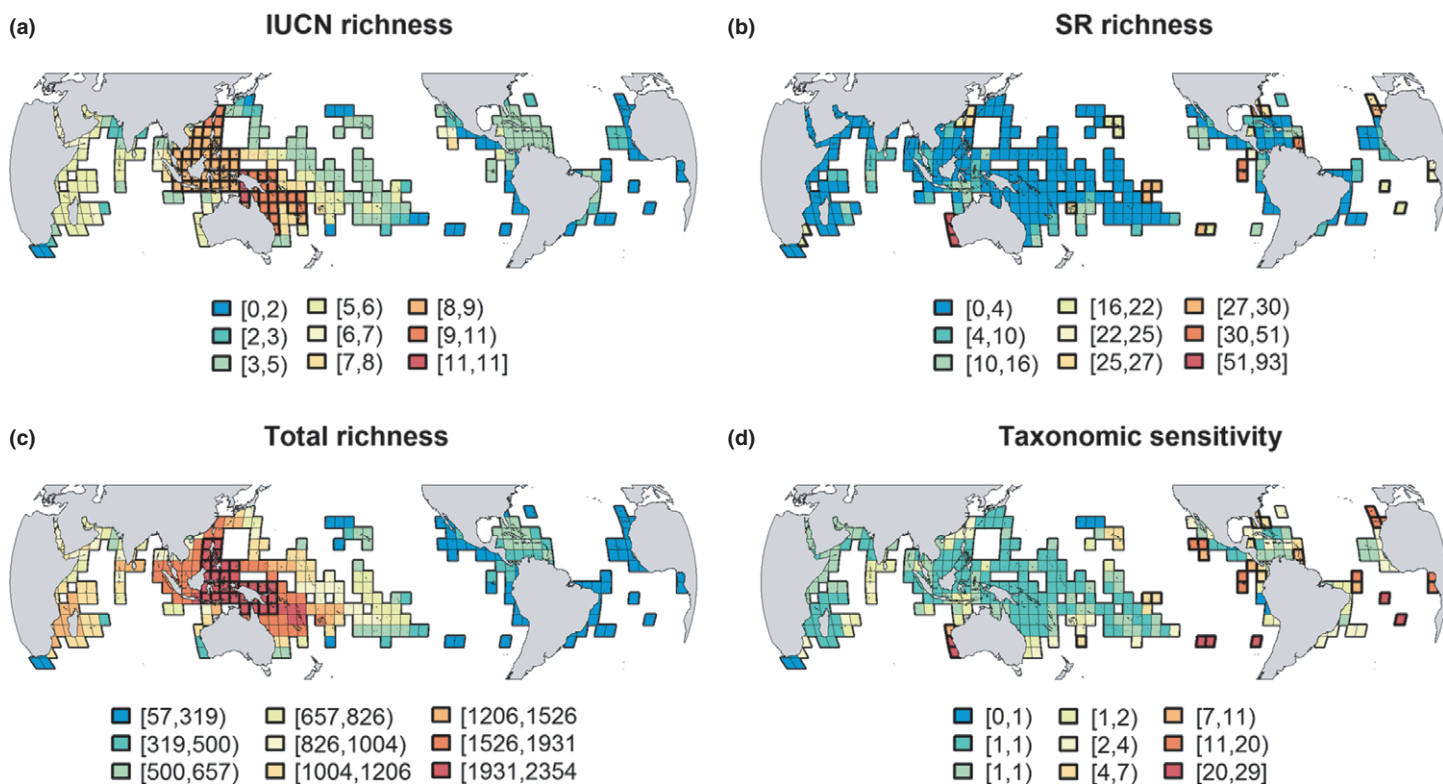 (a) IUCN richness
[0,2) [5,6) [8,9)
[2,3) [6,7) [9,11)
[3,5) [7,8) [11,11]
(b) SR richness
[0,4) [16,22) [27,30)
[4,10) [22,25) [30,51)
[10,16) [25,27) [51,93]
(c) Total richness
[57,319) [657,826) [1206,1526
[319,500) [826,1004) [1526,1931
[500,657) [1004,1206 [1931,2354
(d) Taxonomic sensitivity
[0,1) [1,2) [7,11)
[1,1) [2,4) [11,20)
[1,1) [4,7) [20,29]